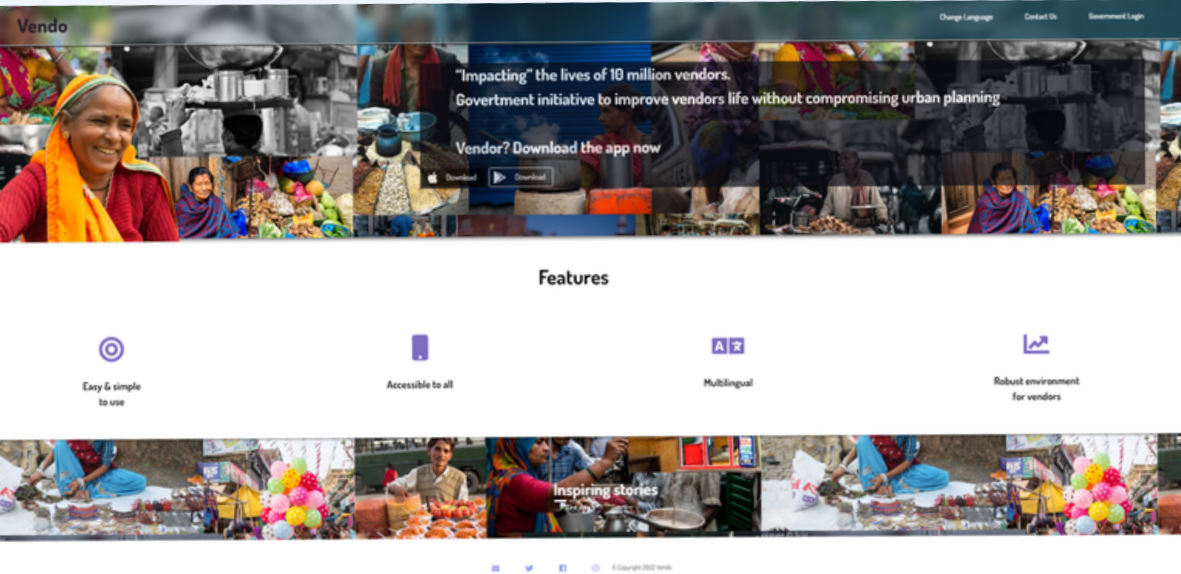 Vendo
Change Language
Contact Us
Government Login
“Impacting” the lives of 10 million vendors.
Govertment initiative to improve vendors life without compromising urban planning
Vendor? Download the app now
Download
Download
Features
Easy & simple
to use
Accessible to all
Multilingual
Robust environment
for vendors
Inspiring stories
© Copyright 2022 Vendo